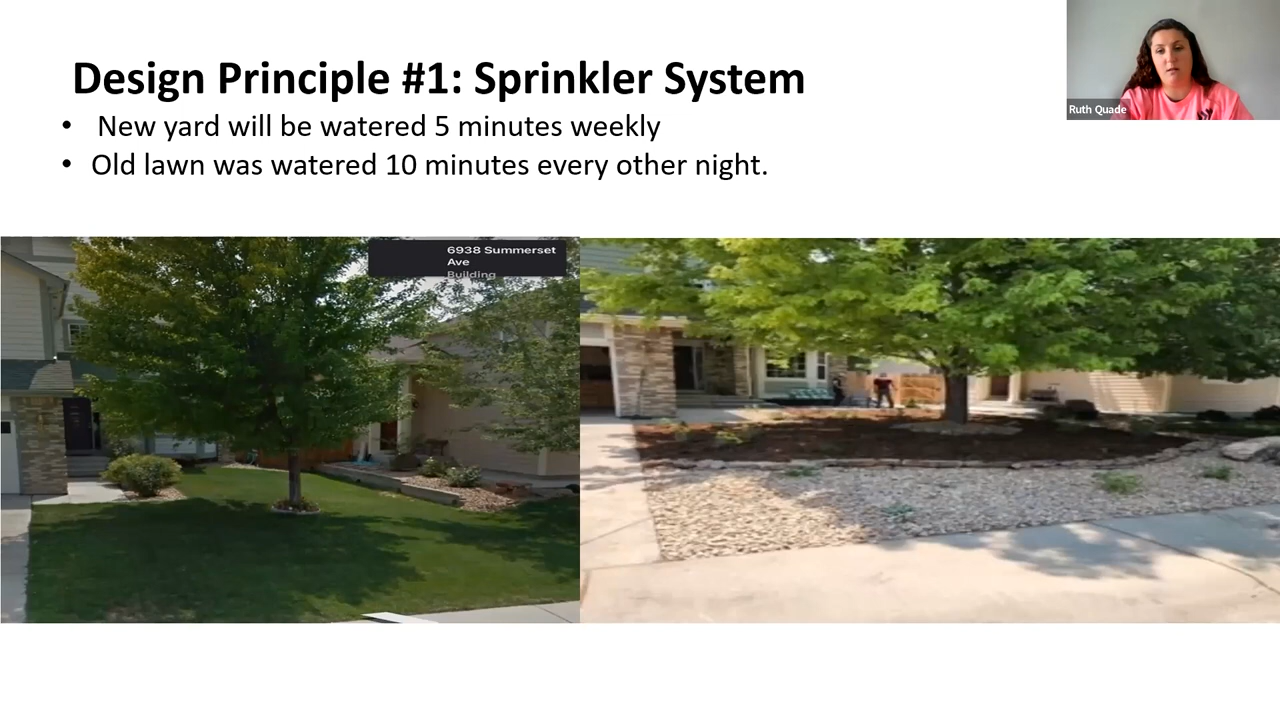 Design Principle #1: Sprinkler System
• New yard will be watered 5 minutes weekly
• Old lawn was watered 10 minutes every other night.
Ruth Quade
6938 Summerset
Ave
Building